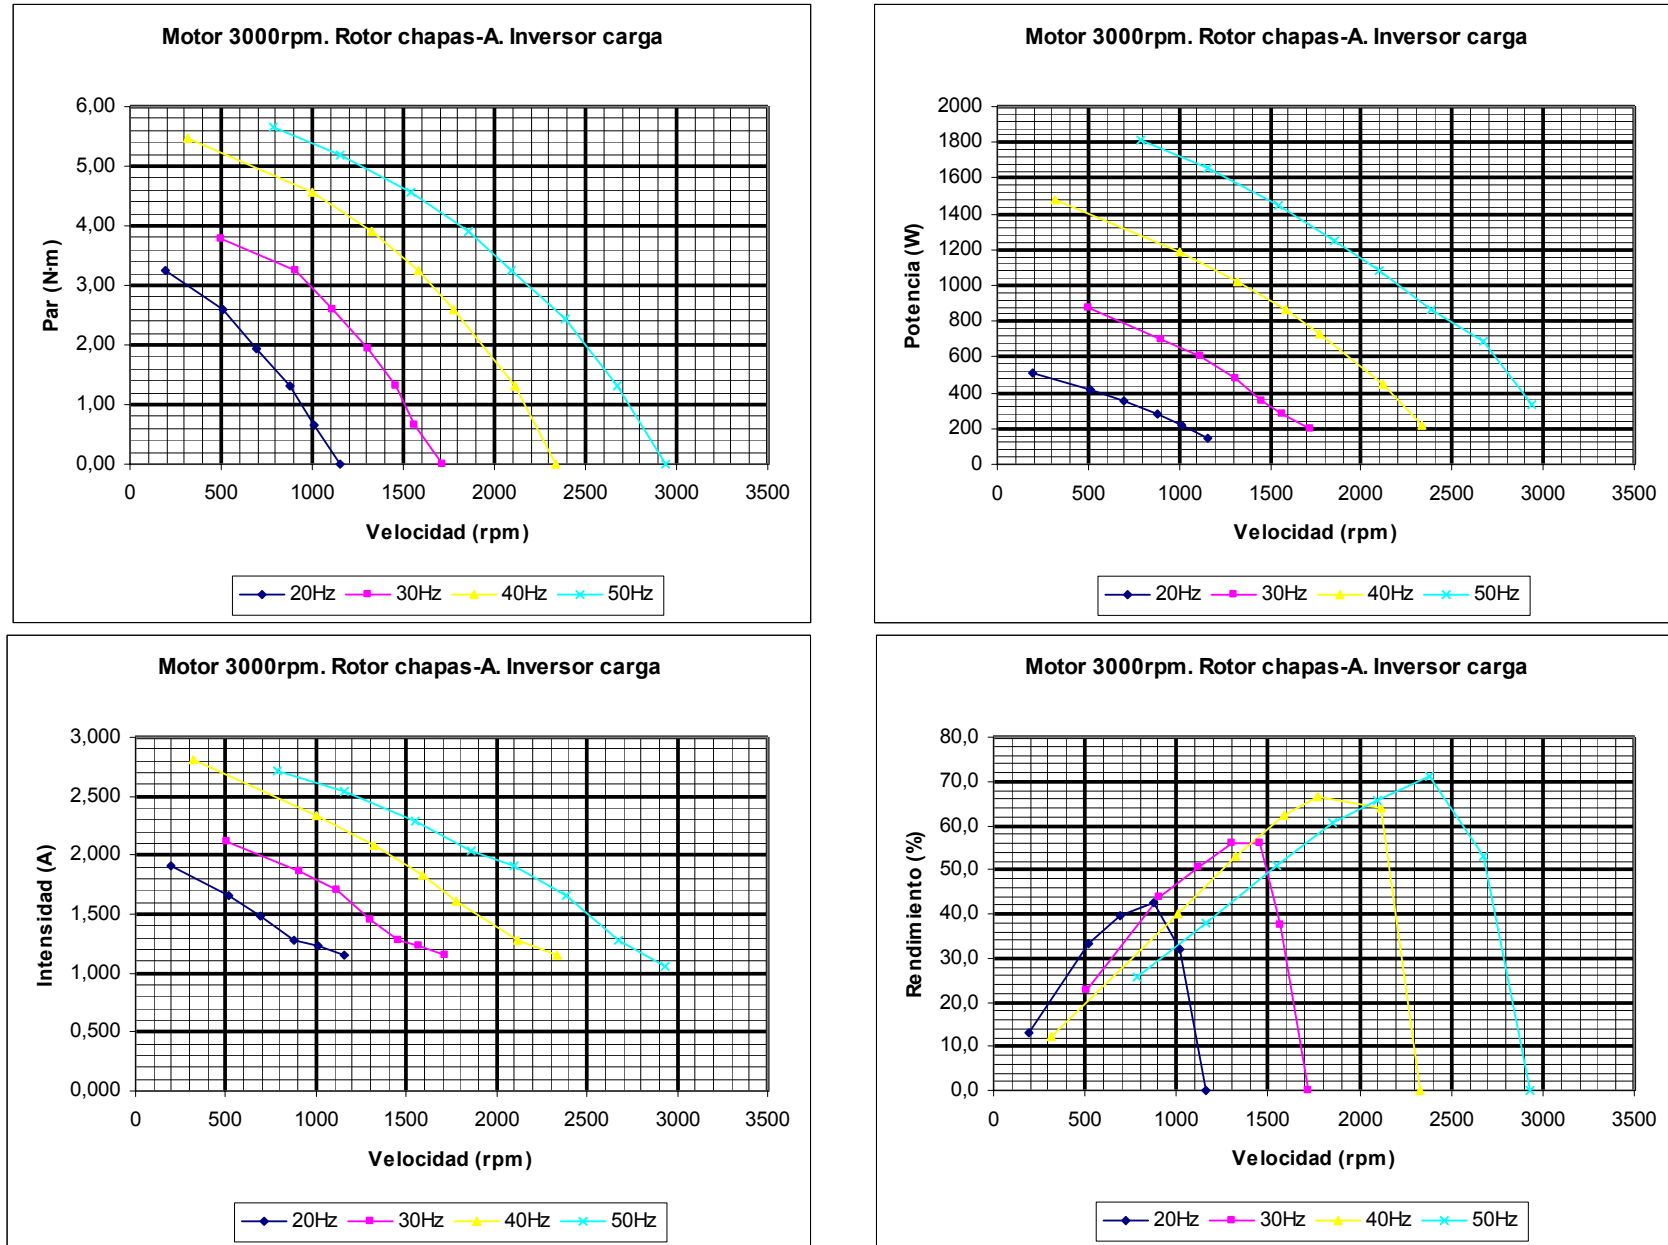 Motor 3000rpm. Rotor chapas-A. Inversor carga
Par (N·m)
6,00
5,00
4,00
3,00
2,00
1,00
0,00
0 500 1000 1500 2000 2500 3000 3500
Velocidad (rpm)
20Hz 30Hz 40Hz 50Hz
Motor 3000rpm. Rotor chapas-A. Inversor carga
Potencia (W)
2000
1800
1600
1400
1200
1000
800
600
400
200
0
0 500 1000 1500 2000 2500 3000 3500
Velocidad (rpm)
20Hz 30Hz 40Hz 50Hz
Motor 3000rpm. Rotor chapas-A. Inversor carga
Intensidad (A)
3,000
2,500
2,000
1,500
1,000
0,500
0,000
0 500 1000 1500 2000 2500 3000 3500
Velocidad (rpm)
20Hz 30Hz 40Hz 50Hz
Motor 3000rpm. Rotor chapas-A. Inversor carga
Rendimiento (%)
80,0
70,0
60,0
50,0
40,0
30,0
20,0
10,0
0,0
0 500 1000 1500 2000 2500 3000 3500
Velocidad (rpm)
20Hz 30Hz 40Hz 50Hz